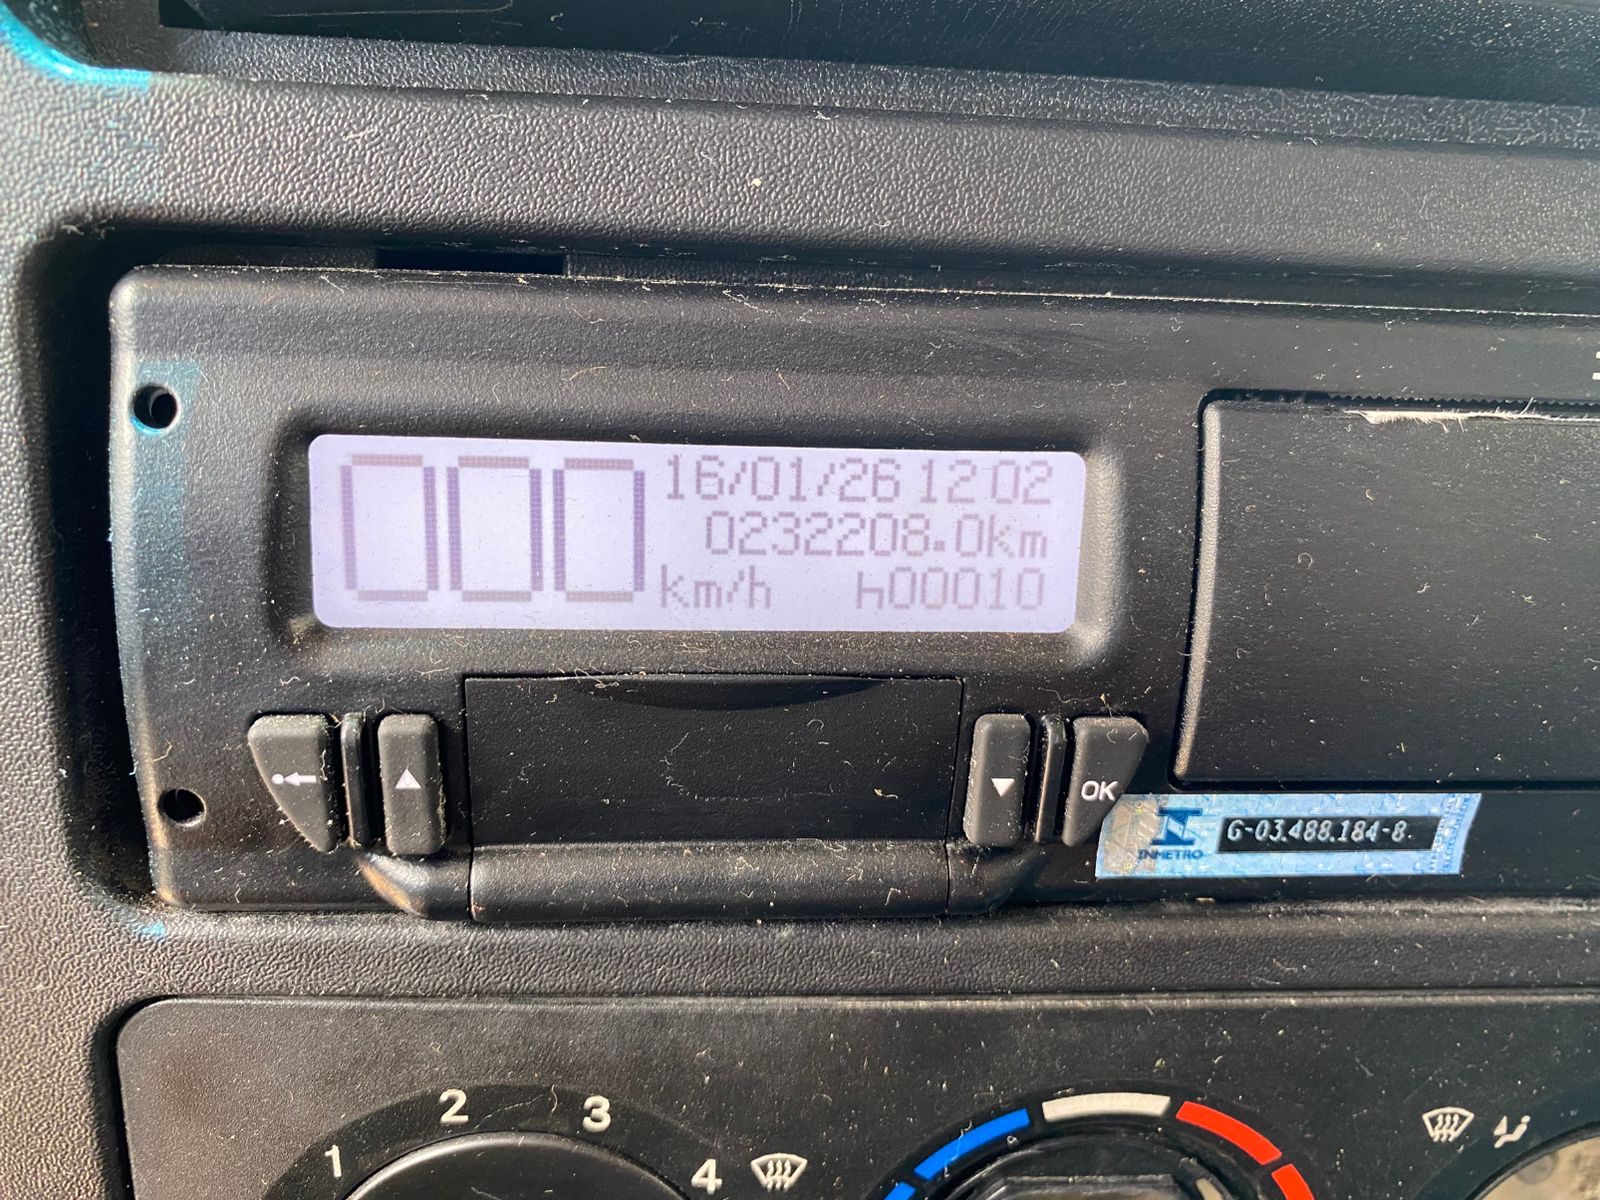 000
16/01/26 12 02
0232208.0Km
km/h h00010
OK
INMETRO
G-03.488.184-8.
1 2 3 4